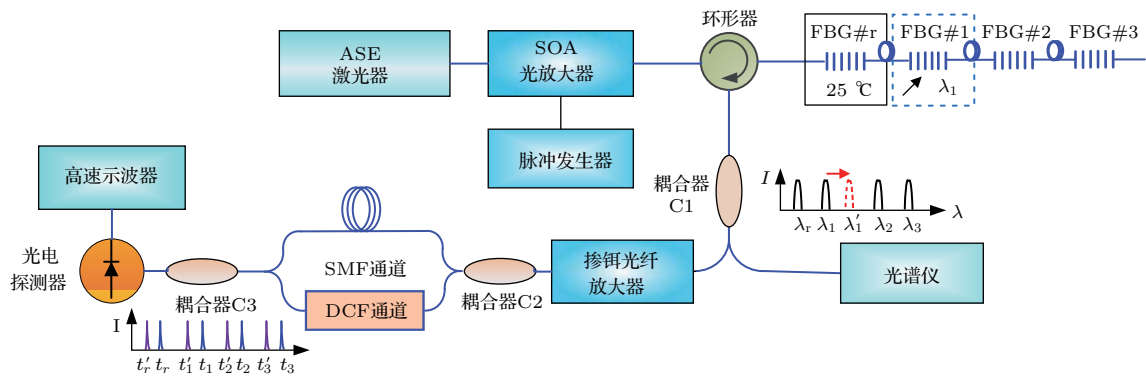 ASE
激光器
SOA
光放大器
脉冲发生器
环形器
FBG#r
FBG#1
FBG#2
FBG#3
25 ℃
λ₁
高速示波器
光电
探测器
耦合器C3
SMF通道
DCF通道
耦合器C2
掺铒光纤
放大器
耦合器
C1
光谱仪
I
λᵣ λ₁ λ₁′ λ₂ λ₃
λ
I
t′ᵣ tᵣ t′₁ t₁ t′₂ t₂ t′₃ t₃